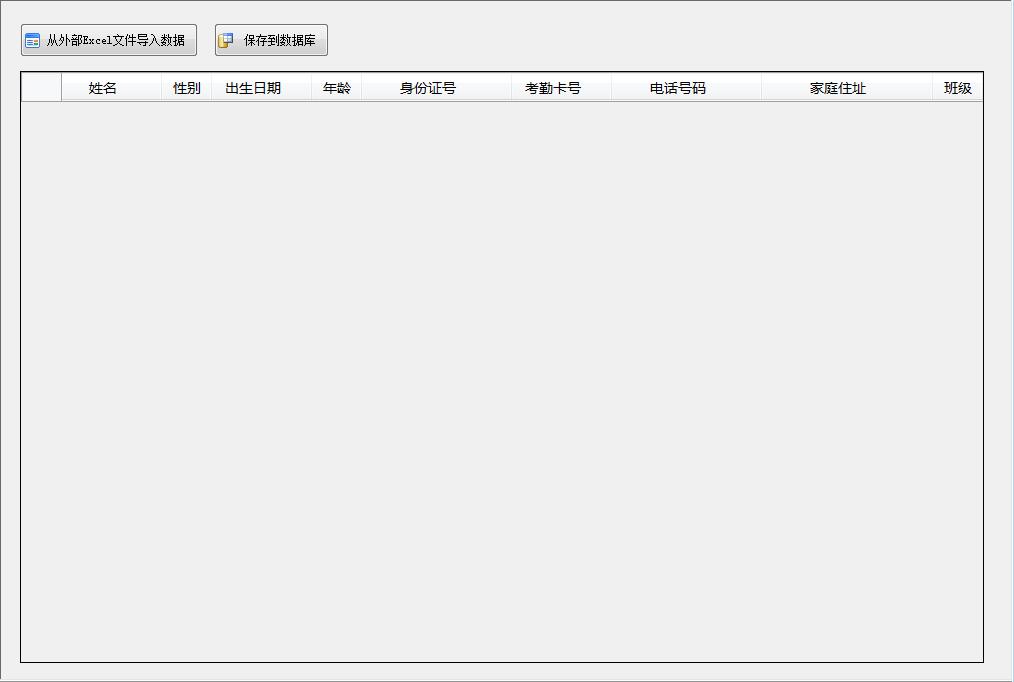 从外部Excel文件导入数据 保存到数据库
姓名 性别 出生日期 年龄 身份证号 考勤卡号 电话号码 家庭住址 班级